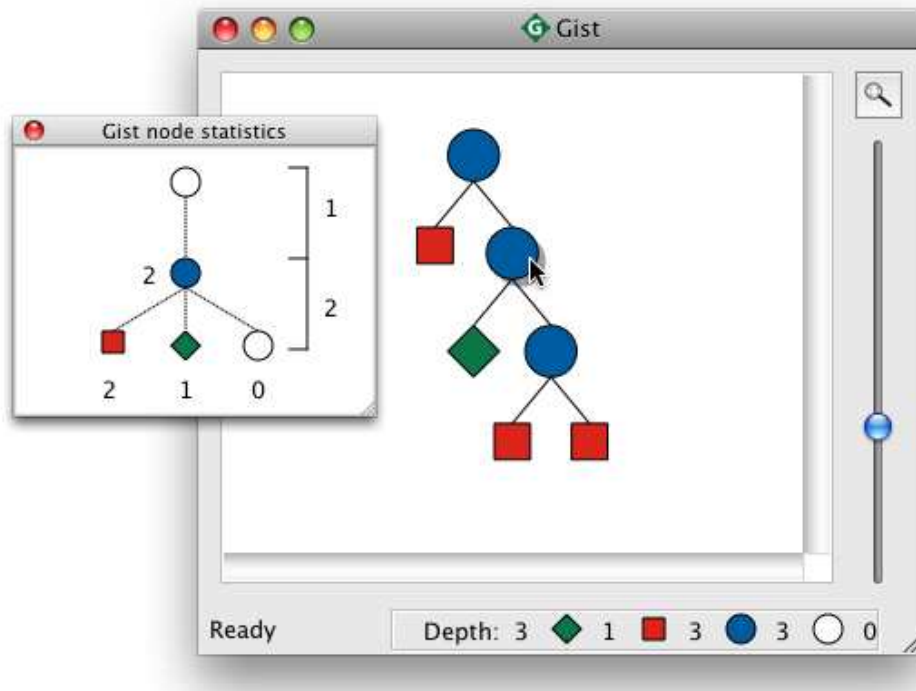 G Gist
Gist node statistics
1
2
2
2 1 0
Ready Depth: 3 1 3 3 0